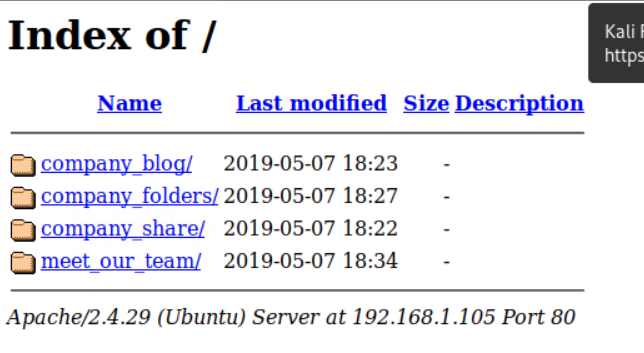 Index of /
Kali
https
Name Last modified Size Description
company_blog/ 2019-05-07 18:23 -
company_folders/ 2019-05-07 18:27 -
company_share/ 2019-05-07 18:22 -
meet_our_team/ 2019-05-07 18:34 -
Apache/2.4.29 (Ubuntu) Server at 192.168.1.105 Port 80